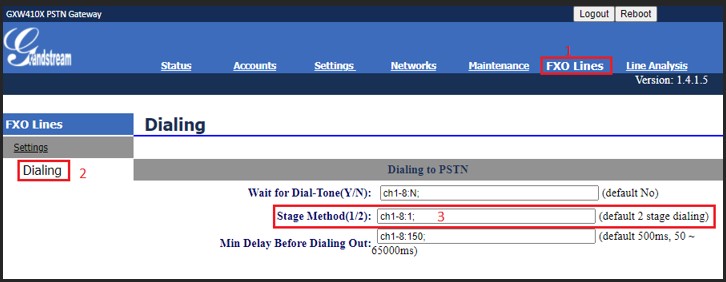 GXW410X PSTN Gateway Logout Reboot
Grandstream
1
Status Accounts Settings Networks Maintenance FXO Lines Line Analysis
Version: 1.4.1.5
FXO Lines Dialing
Settings
Dialing 2 Dialing to PSTN
Wait for Dial-Tone(Y/N): ch1-8:N; (default No)
Stage Method(1/2): ch1-8:1; 3 (default 2 stage dialing)
Min Delay Before Dialing Out: ch1-8:150; (default 500ms, 50 ~
65000ms)